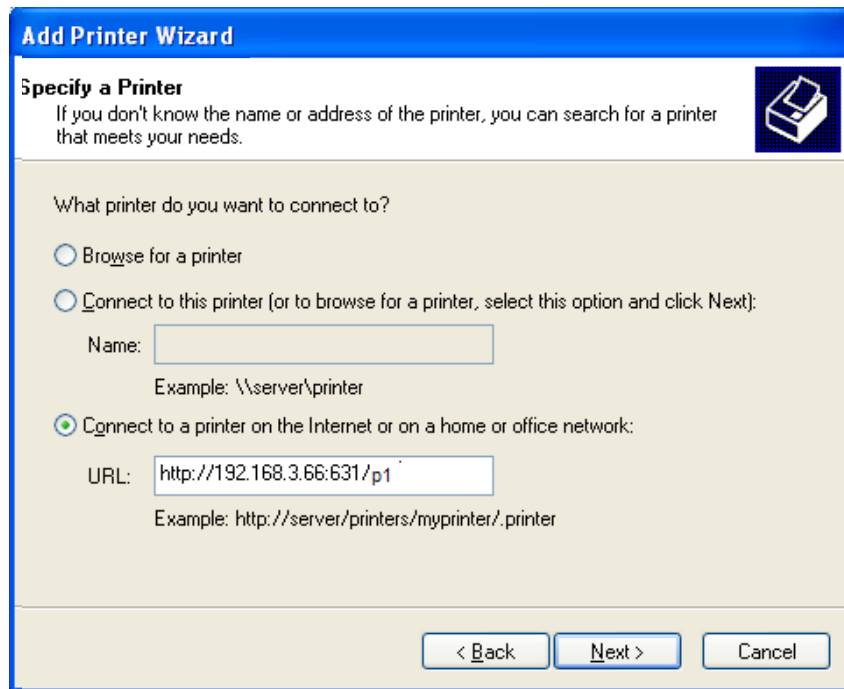 Add Printer Wizard
Specify a Printer
If you don't know the name or address of the printer, you can search for a printer
that meets your needs.
What printer do you want to connect to?
Browse for a printer
Connect to this printer (or to browse for a printer, select this option and click Next):
Name:
Example: \\server\printer
Connect to a printer on the Internet or on a home or office network:
URL: http://192.168.3.66:631/p1
Example: http://server/printers/myprinter/.printer
< Back Next > Cancel